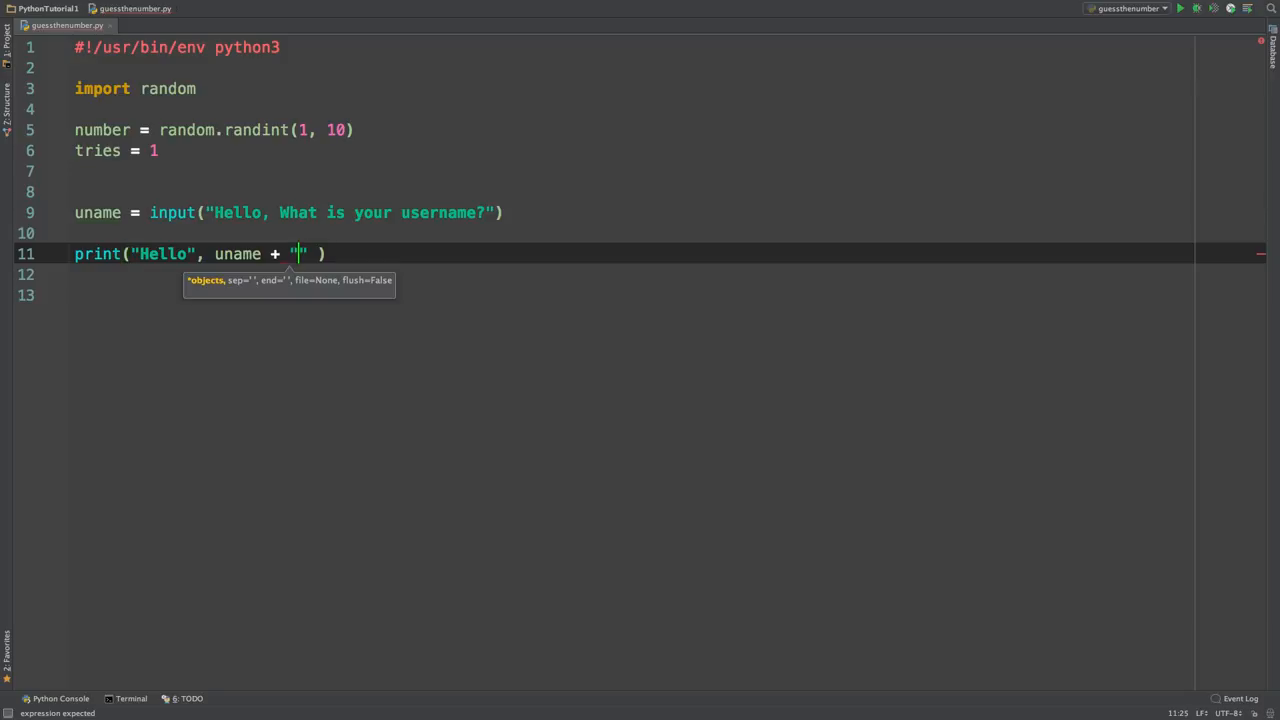 PythonTutorial1 guessthenumber.py guessthenumber
guessthenumber.py
1: Project
Z: Structure
2: Favorites
Database
1 #!/usr/bin/env python3
2
3 import random
4
5 number = random.randint(1, 10)
6 tries = 1
7
8
9 uname = input("Hello, What is your username?")
10
11 print("Hello", uname + "" )
*objects, sep=' ', end=' ', file=None, flush=False
12
13
Python Console Terminal 6: TODO Event Log
expression expected 11:25 LF÷ UTF-8÷